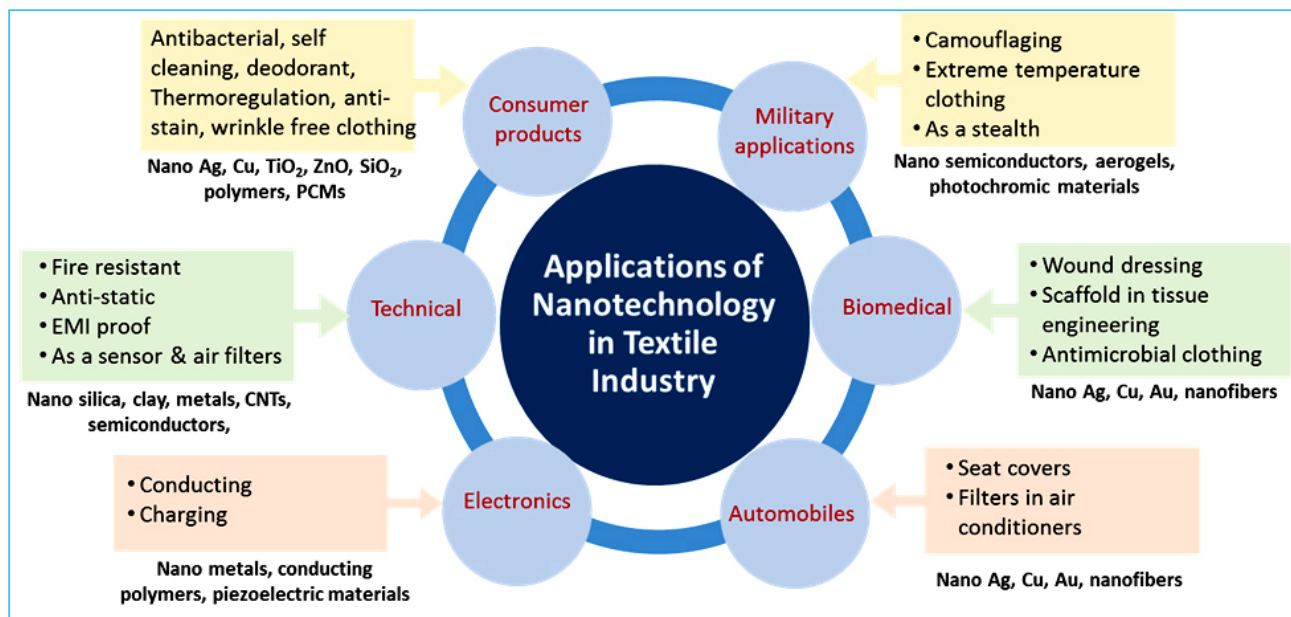 Antibacterial, self
cleaning, deodorant,
Thermoregulation, anti-
stain, wrinkle free clothing
Nano Ag, Cu, TiO₂, ZnO, SiO₂,
polymers, PCMs
Consumer
products
Military
applications
• Camouflaging
• Extreme temperature
clothing
• As a stealth
Nano semiconductors, aerogels,
photochromic materials
Applications of
Nanotechnology
in Textile
Industry
• Fire resistant
• Anti-static
• EMI proof
• As a sensor & air filters
Nano silica, clay, metals, CNTs,
semiconductors,
Technical
Biomedical
• Wound dressing
• Scaffold in tissue
engineering
• Antimicrobial clothing
Nano Ag, Cu, Au, nanofibers
• Conducting
• Charging
Nano metals, conducting
polymers, piezoelectric materials
Electronics
Automobiles
• Seat covers
• Filters in air
conditioners
Nano Ag, Cu, Au, nanofibers